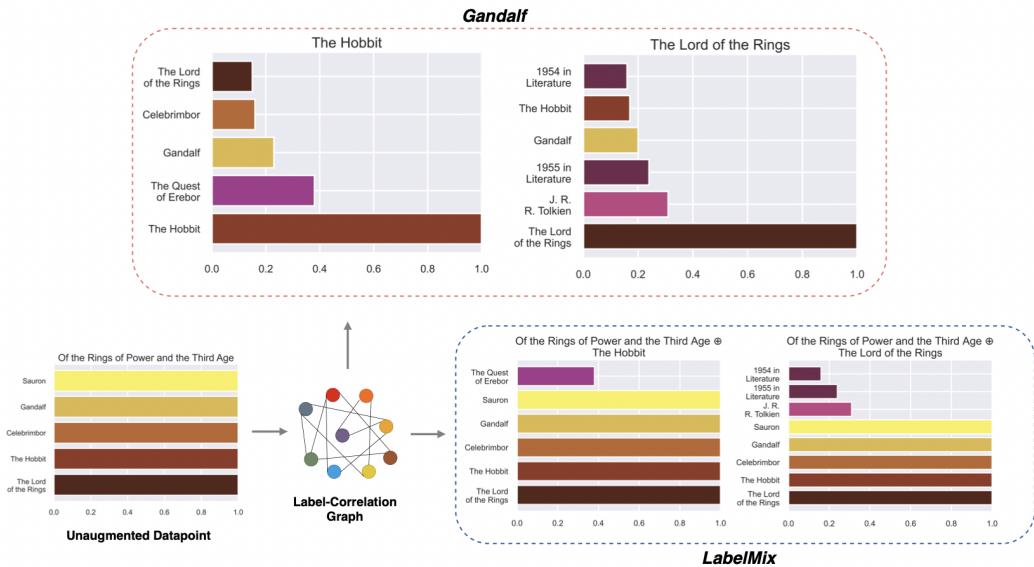 Gandalf
The Hobbit
The Lord
of the Rings
Celebrimbor
Gandalf
The Quest
of Erebor
The Hobbit
0.0 0.2 0.4 0.6 0.8 1.0
The Lord of the Rings
1954 in
Literature
The Hobbit
Gandalf
1955 in
Literature
J. R.
R. Tolkien
The Lord
of the Rings
0.0 0.2 0.4 0.6 0.8 1.0
Of the Rings of Power and the Third Age
Sauron
Gandalf
Celebrimbor
The Hobbit
The Lord
of the Rings
0.0 0.2 0.4 0.6 0.8 1.0
Unaugmented Datapoint
Label-Correlation
Graph
Of the Rings of Power and the Third Age ⊕
The Hobbit
The Quest
of Erebor
Sauron
Gandalf
Celebrimbor
The Hobbit
The Lord
of the Rings
0.0 0.2 0.4 0.6 0.8 1.0
Of the Rings of Power and the Third Age ⊕
The Lord of the Rings
1954 in
Literature
1955 in
Literature
J. R.
R. Tolkien
Sauron
Gandalf
Celebrimbor
The Hobbit
The Lord
of the Rings
0.0 0.2 0.4 0.6 0.8 1.0
LabelMix